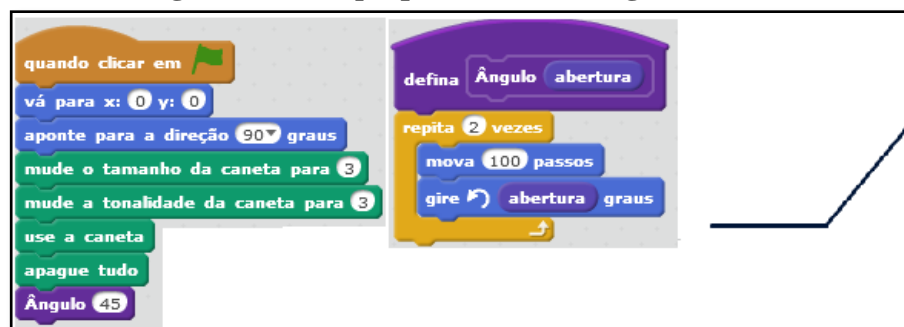 quando clicar em
vá para x: 0 y: 0
aponte para a direção 90 graus
mude o tamanho da caneta para 3
mude a tonalidade da caneta para 3
use a caneta
apague tudo
Ângulo 45
defina Ângulo abertura
repita 2 vezes
mova 100 passos
gire abertura graus